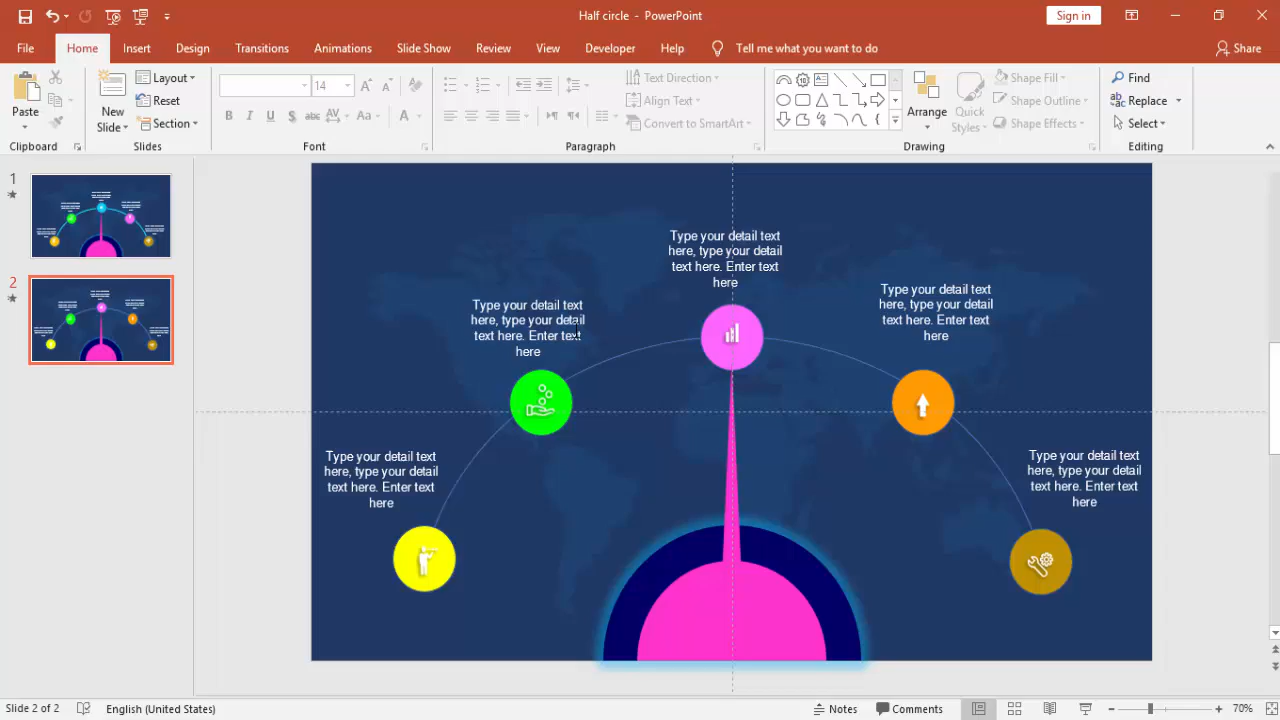 Half circle - PowerPoint
Sign in
File Home Insert Design Transitions Animations Slide Show Review View Developer Help Tell me what you want to do Share
Paste
Clipboard
New Slide
Layout
Reset
Section
Slides
14
B I U S abc AV Aa A
Font
Text Direction
Align Text
Convert to SmartArt
Paragraph
Arrange
Quick Styles
Shape Fill
Shape Outline
Shape Effects
Drawing
Find
Replace
Select
Editing
1
2
Type your detail text
here, type your detail
text here. Enter text
here
Type your detail text
here, type your detail
text here. Enter text
here
Type your detail text
here, type your detail
text here. Enter text
here
Type your detail text
here, type your detail
text here. Enter text
here
Type your detail text
here, type your detail
text here. Enter text
here
Slide 2 of 2 English (United States) Notes Comments 70%